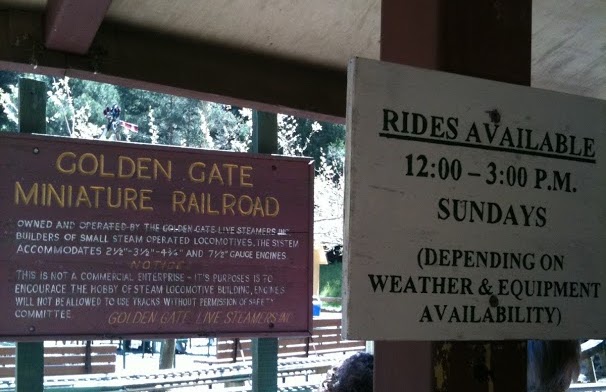 GOLDEN GATE
MINIATURE RAILROAD
OWNED AND OPERATED BY THE GOLDEN GATE LIVE STEAMERS INC
BUILDERS OF SMALL STEAM OPERATED LOCOMOTIVES. THE SYSTEM
ACCOMMODATES 2½"-3½"-4¾" AND 7½" GAUGE ENGINES.
NOTICE
THIS IS NOT A COMMERCIAL ENTERPRISE - IT'S PURPOSES IS TO
ENCOURAGE THE HOBBY OF STEAM LOCOMOTIVE BUILDING, ENGINES
WILL NOT BE ALLOWED TO USE TRACKS WITHOUT PERMISSION OF SAFETY
COMMITTEE.
GOLDEN GATE LIVE STEAMERS INC.
RIDES AVAILABLE
12:00 – 3:00 P.M.
SUNDAYS
(DEPENDING ON
WEATHER & EQUIPMENT
AVAILABILITY)